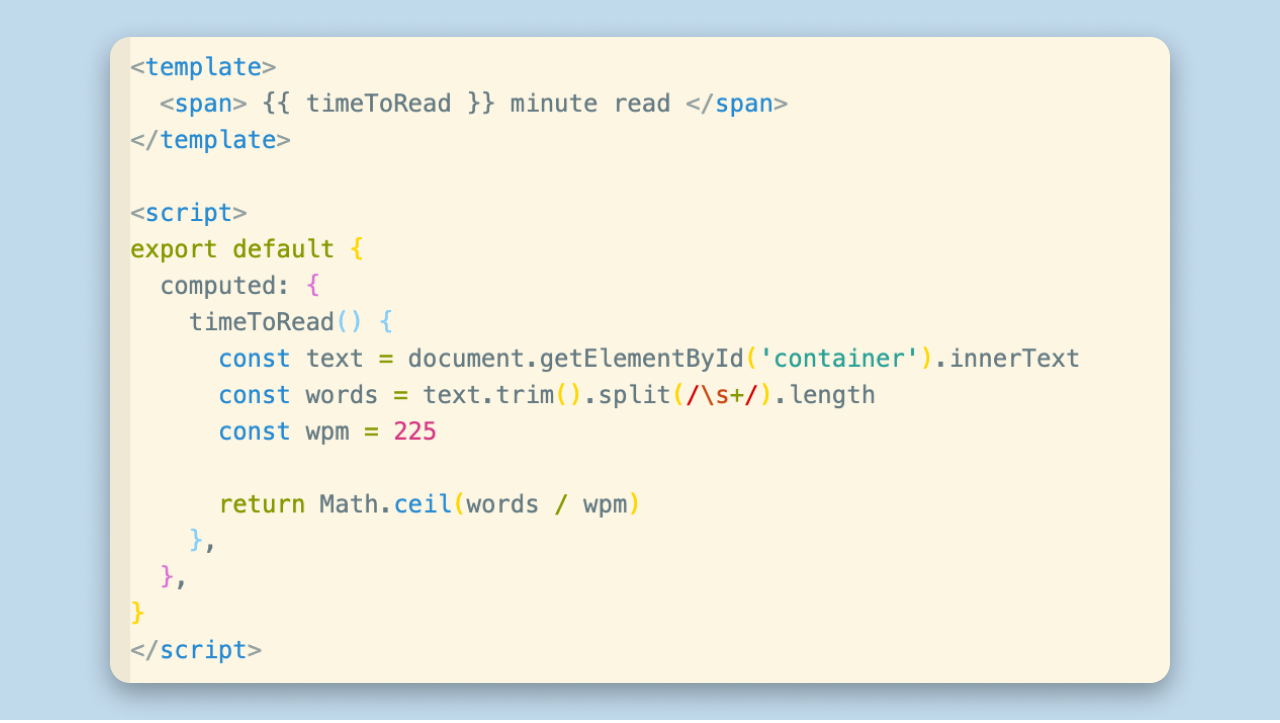 <template>
  <span> {{ timeToRead }} minute read </span>
</template>

<script>
export default {
  computed: {
    timeToRead() {
      const text = document.getElementById('container').innerText
      const words = text.trim().split(/\s+/).length
      const wpm = 225

      return Math.ceil(words / wpm)
    },
  },
}
</script>